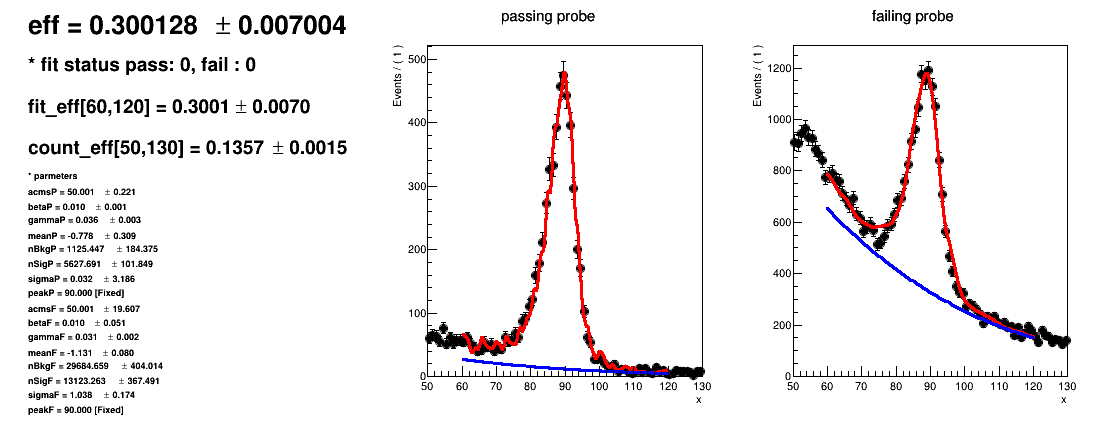 eff = 0.300128 ± 0.007004
* fit status pass: 0, fail : 0
fit_eff[60,120] = 0.3001 ± 0.0070
count_eff[50,130] = 0.1357 ± 0.0015
* parmeters
acmsP = 50.001 ± 0.221
betaP = 0.010 ± 0.001
gammaP = 0.036 ± 0.003
meanP = -0.778 ± 0.309
nBkgP = 1125.447 ± 184.375
nSigP = 5627.691 ± 101.849
sigmaP = 0.032 ± 3.186
peakP = 90.000 [Fixed]
acmsF = 50.001 ± 19.607
betaF = 0.010 ± 0.051
gammaF = 0.031 ± 0.002
meanF = -1.131 ± 0.080
nBkgF = 29684.659 ± 404.014
nSigF = 13123.263 ± 367.491
sigmaF = 1.038 ± 0.174
peakF = 90.000 [Fixed]
passing probe
Events / ( 1 )
500
400
300
200
100
0
50 60 70 80 90 100 110 120 130
x
failing probe
Events / ( 1 )
1200
1000
800
600
400
200
0
50 60 70 80 90 100 110 120 130
x